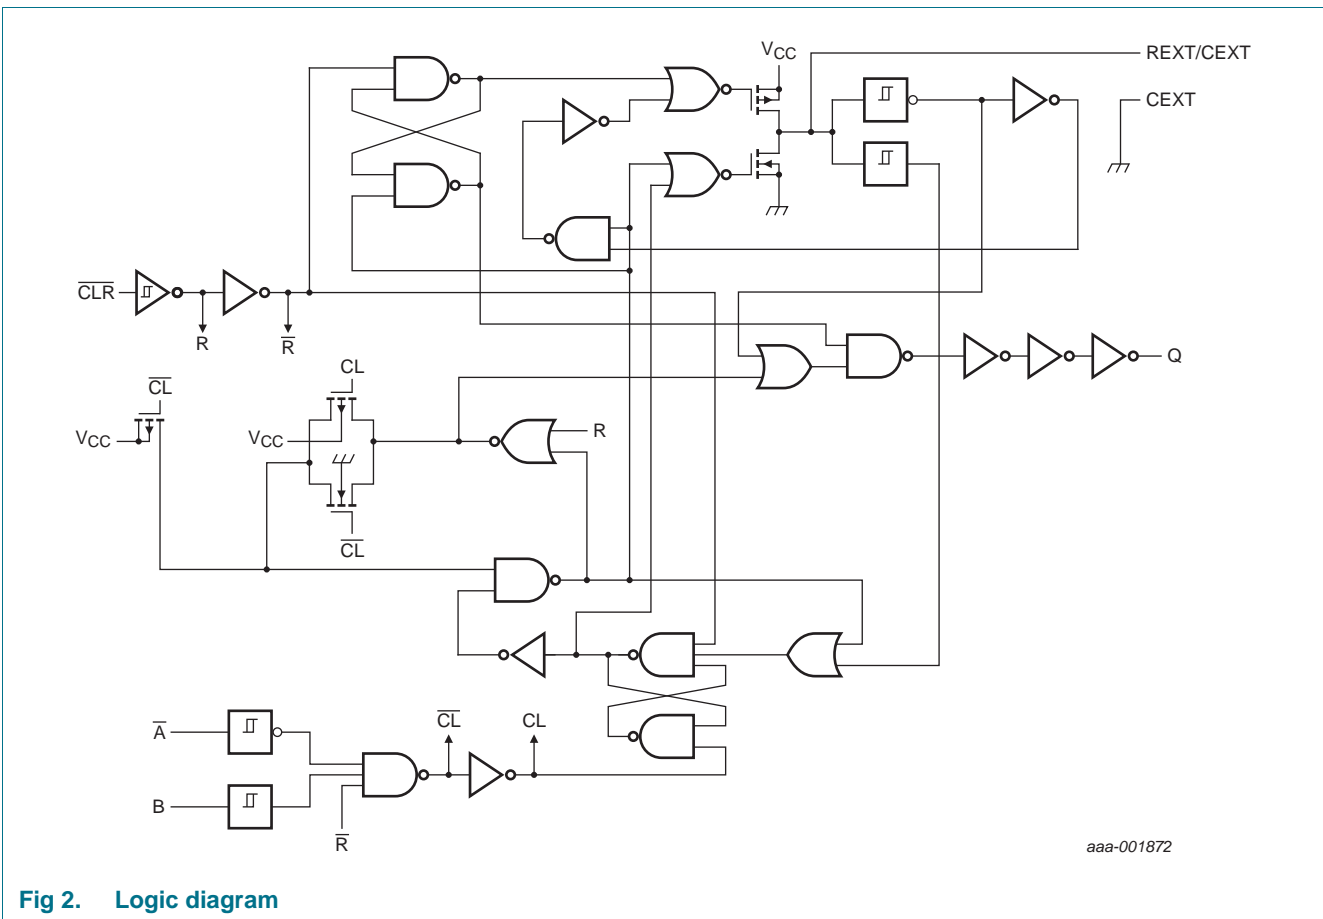 VCC
REXT/CEXT
CEXT
CLR
R
R
Q
CL
CL
VCC
VCC
R
CL
A
CL
CL
B
R
aaa-001872
Fig 2. Logic diagram